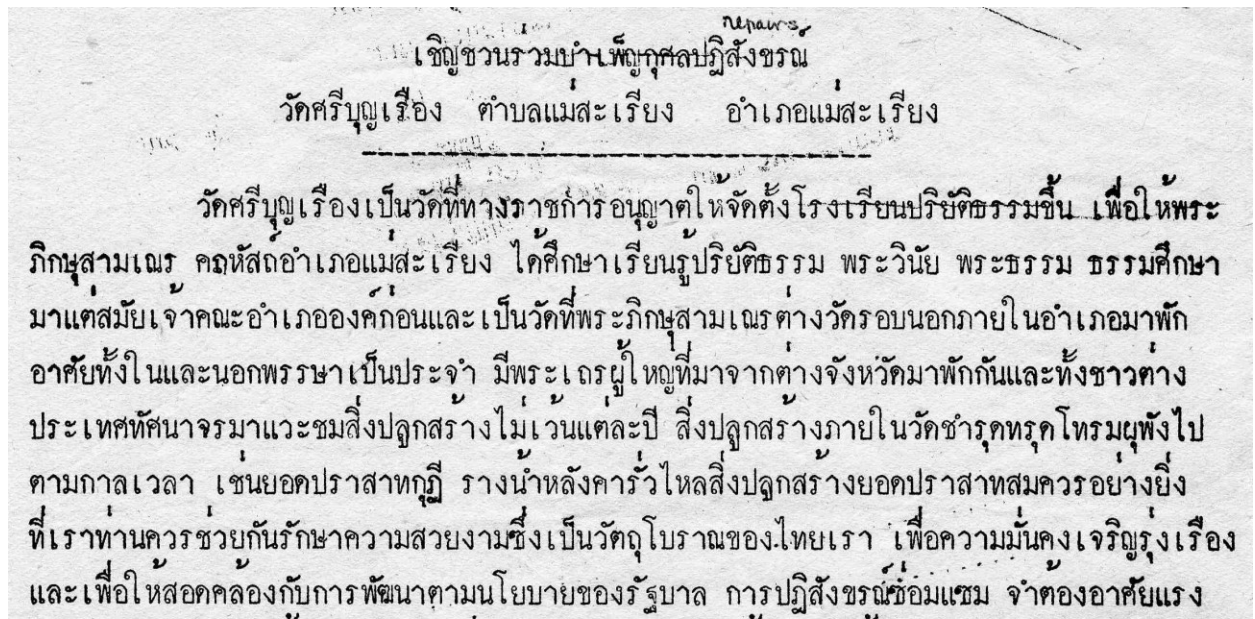 repairs
เชิญชวนร่วมบำเพ็ญกุศลปฏิสังขรณ์
วัดศรีบุญเรือง ตำบลแม่สะเรียง อำเภอแม่สะเรียง
วัดศรีบุญเรืองเป็นวัดที่ทางราชการอนุญาตให้จัดตั้งโรงเรียนปริยัติธรรมขึ้น เพื่อให้พระ
ภิกษุสามเณร คฤหัสถ์อำเภอแม่สะเรียง ได้ศึกษาเรียนรู้ปริยัติธรรม พระวินัย พระธรรม ธรรมศึกษา
มาแต่สมัยเจ้าคณะอำเภอองค์ก่อนและเป็นวัดที่พระภิกษุสามเณรต่างวัดรอบนอกภายในอำเภอมาพัก
อาศัยทั้งในและนอกพรรษาเป็นประจำ มีพระเถรผู้ใหญ่ที่มาจากต่างจังหวัดมาพักกันและทั้งชาวต่าง
ประเทศทัศนาจรมาแวะชมสิ่งปลูกสร้างไม่เว้นแต่ละปี สิ่งปลูกสร้างภายในวัดชำรุดทรุดโทรมผุพังไป
ตามกาลเวลา เช่นยอดปราสาทกุฏี รางน้ำหลังคารั่วไหลสิ่งปลูกสร้างยอดปราสาทสมควรอย่างยิ่ง
ที่เราท่านควรช่วยกันรักษาความสวยงามซึ่งเป็นวัตถุโบราณของไทยเรา เพื่อความมั่นคงเจริญรุ่งเรือง
และเพื่อให้สอดคล้องกับการพัฒนาตามนโยบายของรัฐบาล การปฏิสังขรณ์ซ่อมแซม จำต้องอาศัยแรง